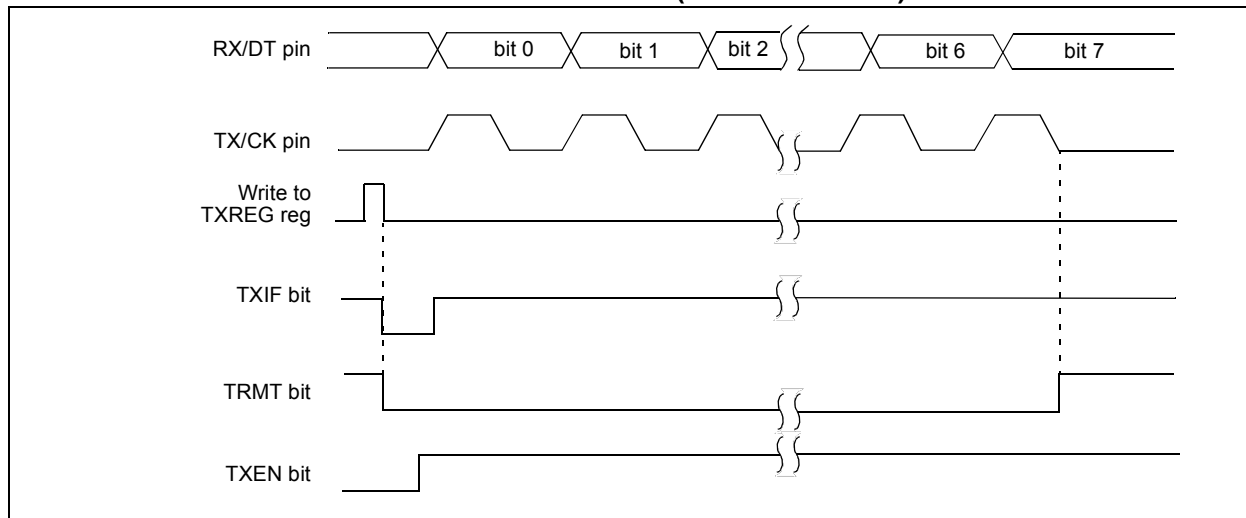 RX/DT pin
bit 0 bit 1 bit 2 bit 6 bit 7
TX/CK pin
Write to
TXREG reg
TXIF bit
TRMT bit
TXEN bit